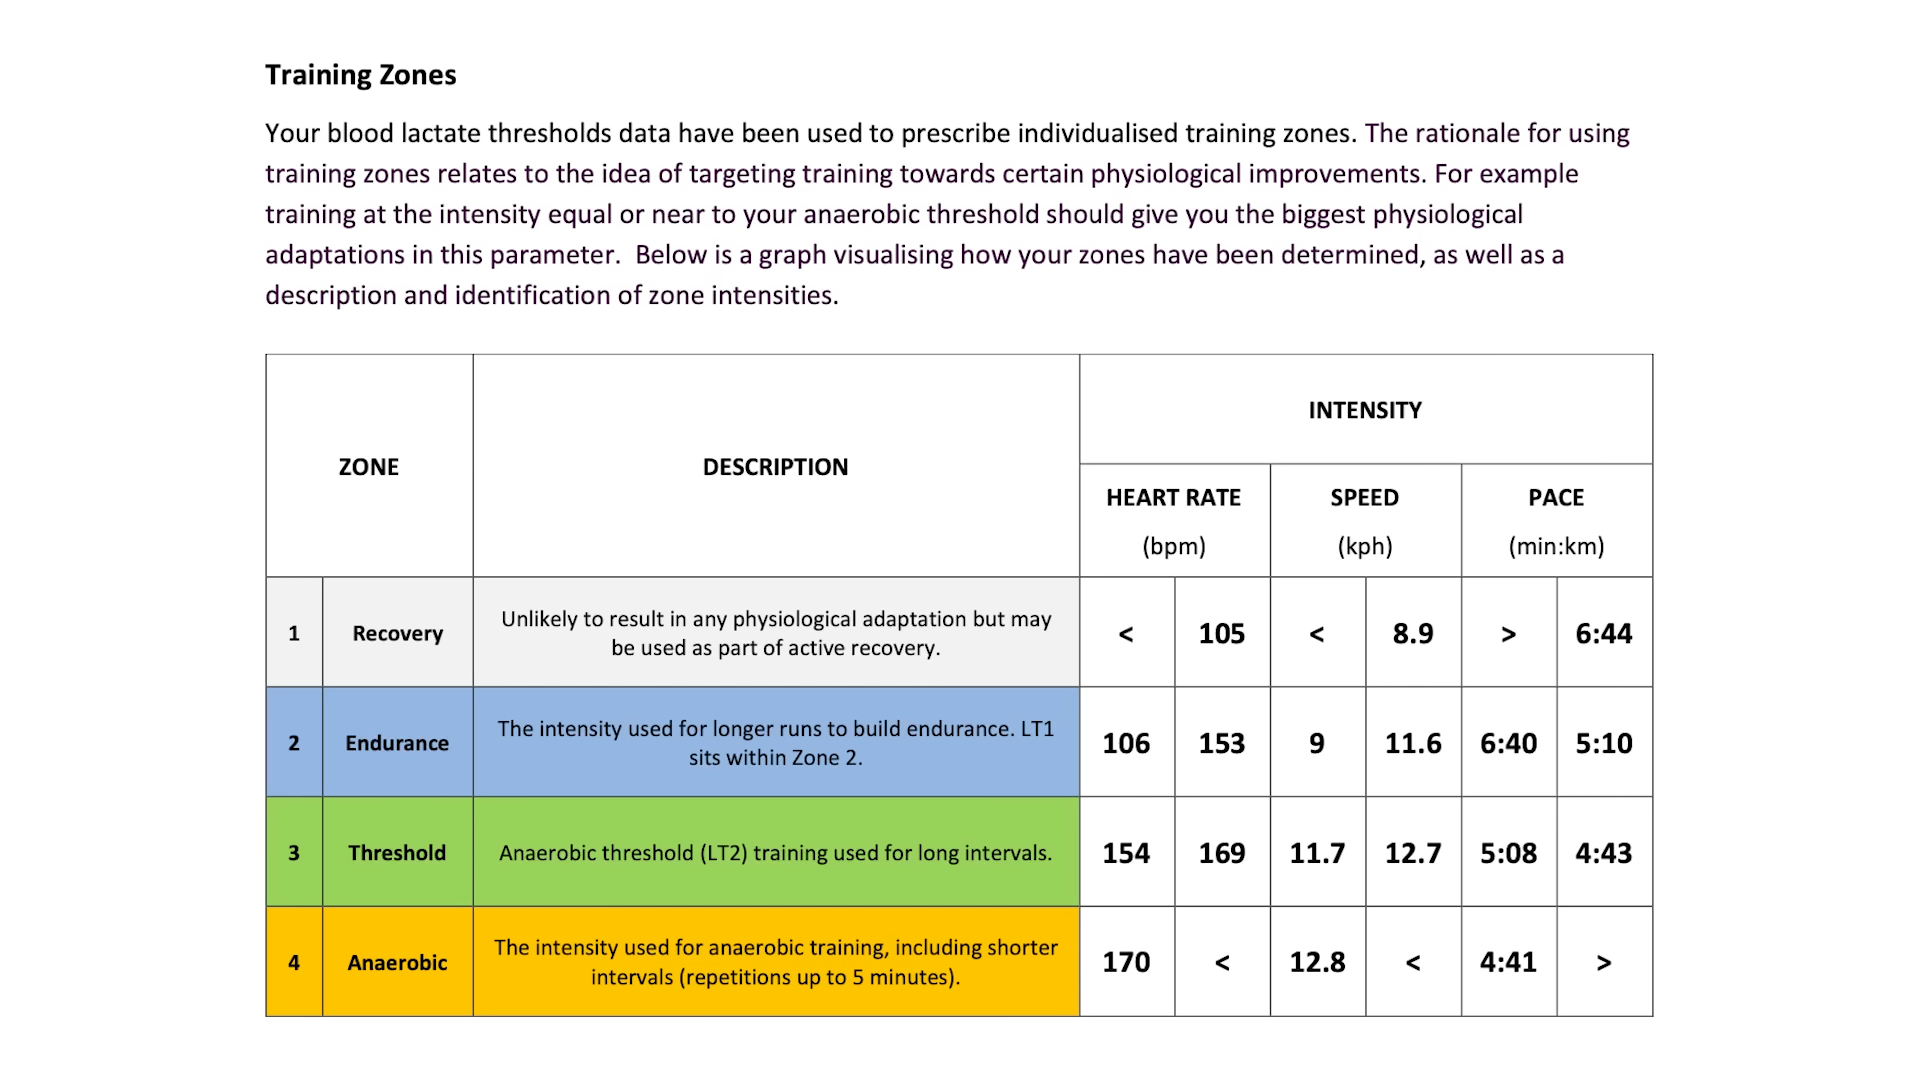 Training Zones
Your blood lactate thresholds data have been used to prescribe individualised training zones. The rationale for using
training zones relates to the idea of targeting training towards certain physiological improvements. For example
training at the intensity equal or near to your anaerobic threshold should give you the biggest physiological
adaptations in this parameter.  Below is a graph visualising how your zones have been determined, as well as a
description and identification of zone intensities.
ZONE
DESCRIPTION
INTENSITY
HEART RATE
(bpm)
SPEED
(kph)
PACE
(min:km)
1 Recovery
Unlikely to result in any physiological adaptation but may
be used as part of active recovery.
< 105 < 8.9 > 6:44
2 Endurance
The intensity used for longer runs to build endurance. LT1
sits within Zone 2.
106 153 9 11.6 6:40 5:10
3 Threshold
Anaerobic threshold (LT2) training used for long intervals.
154 169 11.7 12.7 5:08 4:43
4 Anaerobic
The intensity used for anaerobic training, including shorter
intervals (repetitions up to 5 minutes).
170 < 12.8 < 4:41 >